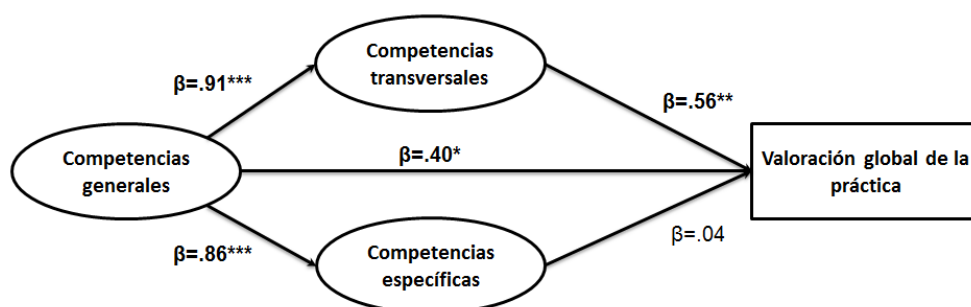 Competencias
transversales
β=.91***
β=.56**
Competencias
generales
β=.40*
Valoración global de la
práctica
β=.86***
Competencias
específicas
β=.04